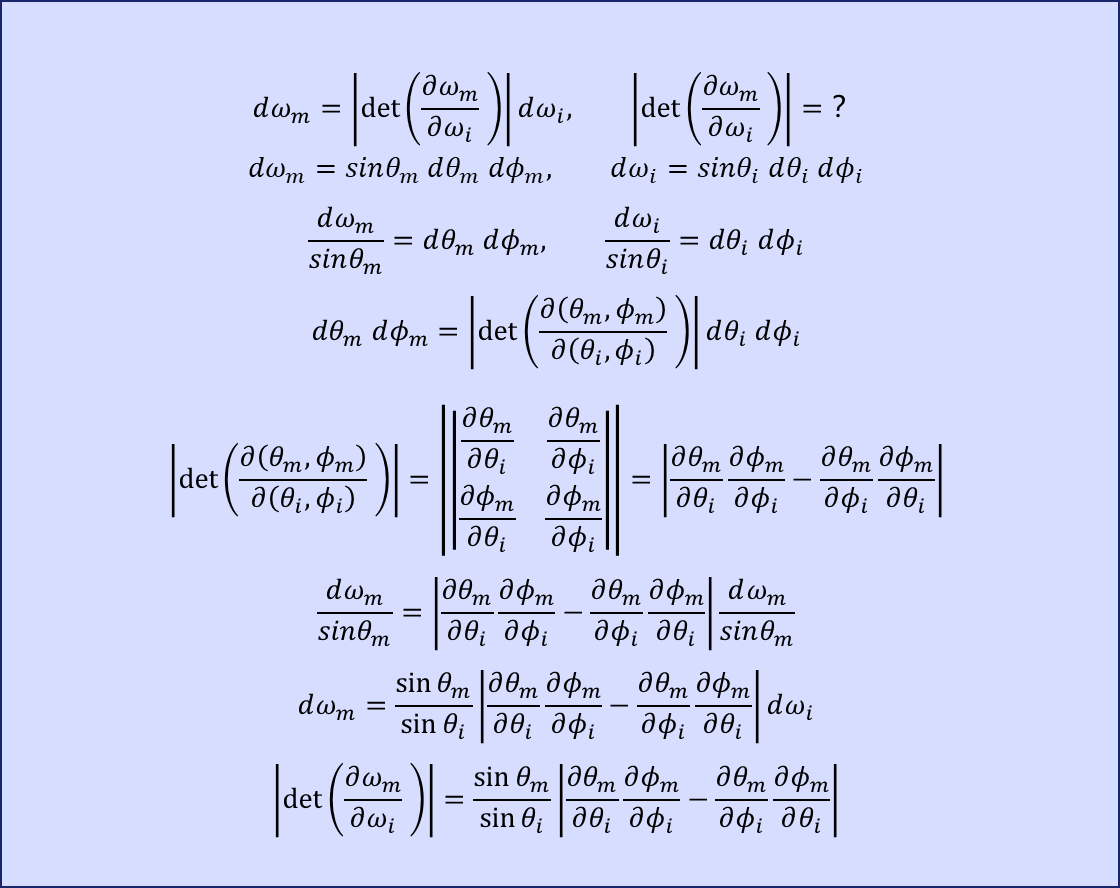 dω_m = |det(∂ω_m/∂ω_i)| dω_i,    |det(∂ω_m/∂ω_i)| = ?
dω_m = sinθ_m dθ_m dϕ_m,    dω_i = sinθ_i dθ_i dϕ_i
dω_m/sinθ_m = dθ_m dϕ_m,    dω_i/sinθ_i = dθ_i dϕ_i
dθ_m dϕ_m = |det(∂(θ_m, ϕ_m)/∂(θ_i, ϕ_i))| dθ_i dϕ_i
|det(∂(θ_m, ϕ_m)/∂(θ_i, ϕ_i))| = ||∂θ_m/∂θ_i  ∂θ_m/∂ϕ_i ; ∂ϕ_m/∂θ_i  ∂ϕ_m/∂ϕ_i|| = |∂θ_m/∂θ_i ∂ϕ_m/∂ϕ_i − ∂θ_m/∂ϕ_i ∂ϕ_m/∂θ_i|
dω_m/sinθ_m = |∂θ_m/∂θ_i ∂ϕ_m/∂ϕ_i − ∂θ_m/∂ϕ_i ∂ϕ_m/∂θ_i| dω_m/sinθ_m
dω_m = sin θ_m/sin θ_i |∂θ_m/∂θ_i ∂ϕ_m/∂ϕ_i − ∂θ_m/∂ϕ_i ∂ϕ_m/∂θ_i| dω_i
|det(∂ω_m/∂ω_i)| = sin θ_m/sin θ_i |∂θ_m/∂θ_i ∂ϕ_m/∂ϕ_i − ∂θ_m/∂ϕ_i ∂ϕ_m/∂θ_i|